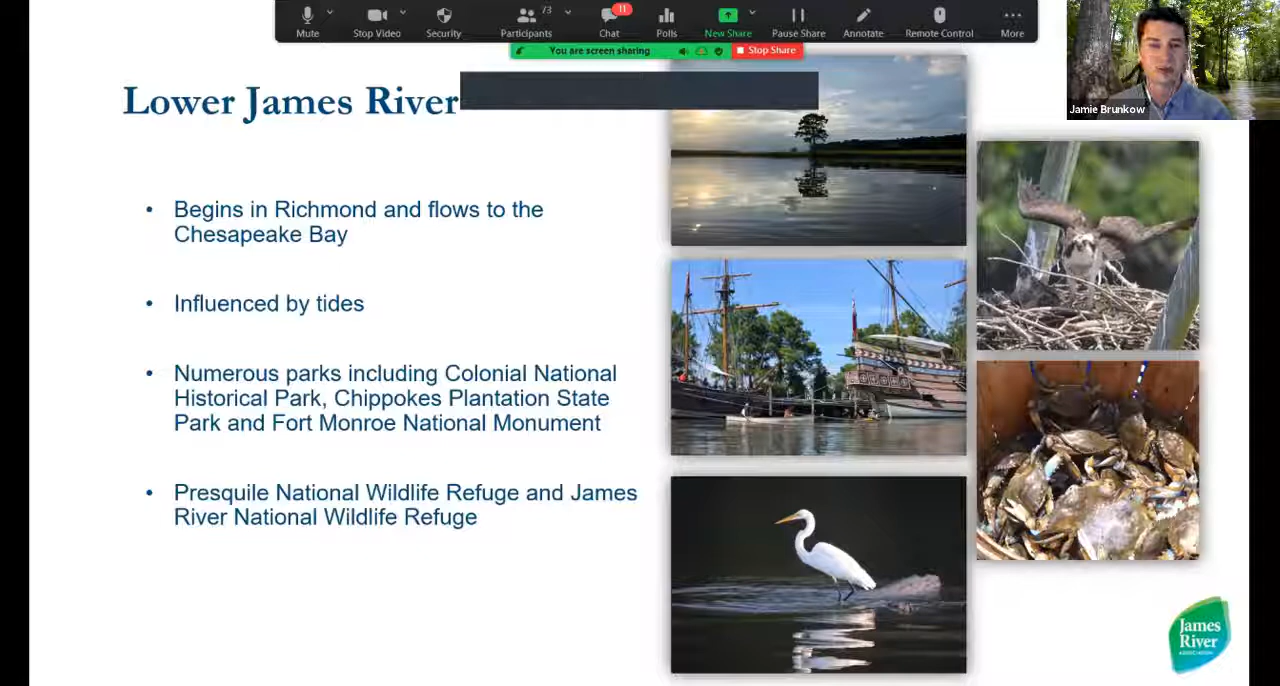 Mute
Stop Video
Security
73
Participants
11
Chat
Polls
New Share
Pause Share
Annotate
Remote Control
More
You are screen sharing
Stop Share
Jamie Brunkow
Lower James River
• Begins in Richmond and flows to the
Chesapeake Bay
• Influenced by tides
• Numerous parks including Colonial National
Historical Park, Chippokes Plantation State
Park and Fort Monroe National Monument
• Presquile National Wildlife Refuge and James
River National Wildlife Refuge
James
River
ASSOCIATION